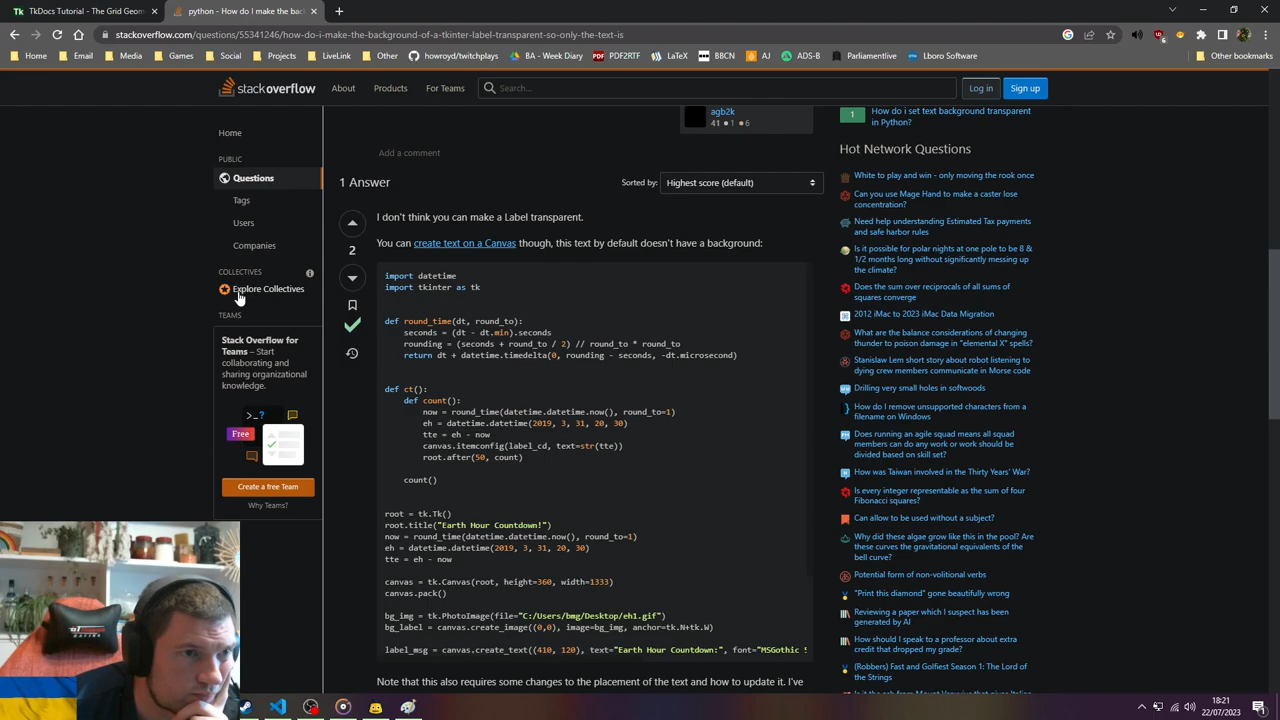 TkDocs Tutorial - The Grid Geom
python - How do I make the back
stackoverflow.com/questions/55341246/how-do-i-make-the-background-of-a-tkinter-label-transparent-so-only-the-text-is
Home
Email
Media
Games
Social
Projects
LiveLink
Other
howroyd/twitchplays
BA - Week Diary
PDF2RTF
LaTeX
BBCN
AJ
ADS-B
Parliamentlive
Lboro Software
Other bookmarks
stackoverflow
About
Products
For Teams
Search...
Log in
Sign up
Home
PUBLIC
Questions
Tags
Users
Companies
COLLECTIVES
Explore Collectives
TEAMS
Stack Overflow for
Teams – Start
collaborating and
sharing organizational
knowledge.
Free
Create a free Team
Why Teams?
agb2k
41 1 6
Add a comment
1 Answer
Sorted by:
Highest score (default)
2
I don't think you can make a Label transparent.
You can create text on a Canvas though, this text by default doesn't have a background:
import datetime
import tkinter as tk
def round_time(dt, round_to):
seconds = (dt - dt.min).seconds
rounding = (seconds + round_to / 2) // round_to * round_to
return dt + datetime.timedelta(0, rounding - seconds, -dt.microsecond)
def ct():
def count():
now = round_time(datetime.datetime.now(), round_to=1)
eh = datetime.datetime(2019, 3, 31, 20, 30)
tte = eh - now
canvas.itemconfig(label_cd, text=str(tte))
root.after(50, count)
count()
root = tk.Tk()
root.title("Earth Hour Countdown!")
now = round_time(datetime.datetime.now(), round_to=1)
eh = datetime.datetime(2019, 3, 31, 20, 30)
tte = eh - now
canvas = tk.Canvas(root, height=360, width=1333)
canvas.pack()
bg_img = tk.PhotoImage(file="C:/Users/bmg/Desktop/eh1.gif")
bg_label = canvas.create_image((0,0), image=bg_img, anchor=tk.N+tk.W)
label_msg = canvas.create_text((410, 120), text="Earth Hour Countdown:", font="MSGothic 5
Note that this also requires some changes to the placement of the text and how to update it. I've
1
How do i set text background transparent
in Python?
Hot Network Questions
White to play and win - only moving the rook once
Can you use Mage Hand to make a caster lose
concentration?
Need help understanding Estimated Tax payments
and safe harbor rules
Is it possible for polar nights at one pole to be 8 &
1/2 months long without significantly messing up
the climate?
Does the sum over reciprocals of all sums of
squares converge
2012 iMac to 2023 iMac Data Migration
What are the balance considerations of changing
thunder to poison damage in "elemental X" spells?
Stanislaw Lem short story about robot listening to
dying crew members communicate in Morse code
Drilling very small holes in softwoods
How do I remove unsupported characters from a
filename on Windows
Does running an agile squad means all squad
members can do any work or work should be
divided based on skill set?
How was Taiwan involved in the Thirty Years' War?
Is every integer representable as the sum of four
Fibonacci squares?
Can allow to be used without a subject?
Why did these algae grow like this in the pool? Are
these curves the gravitational equivalents of the
bell curve?
Potential form of non-volitional verbs
"Print this diamond" gone beautifully wrong
Reviewing a paper which I suspect has been
generated by AI
How should I speak to a professor about extra
credit that dropped my grade?
(Robbers) Fast and Golfiest Season 1: The Lord of
the Strings
18:21
22/07/2023